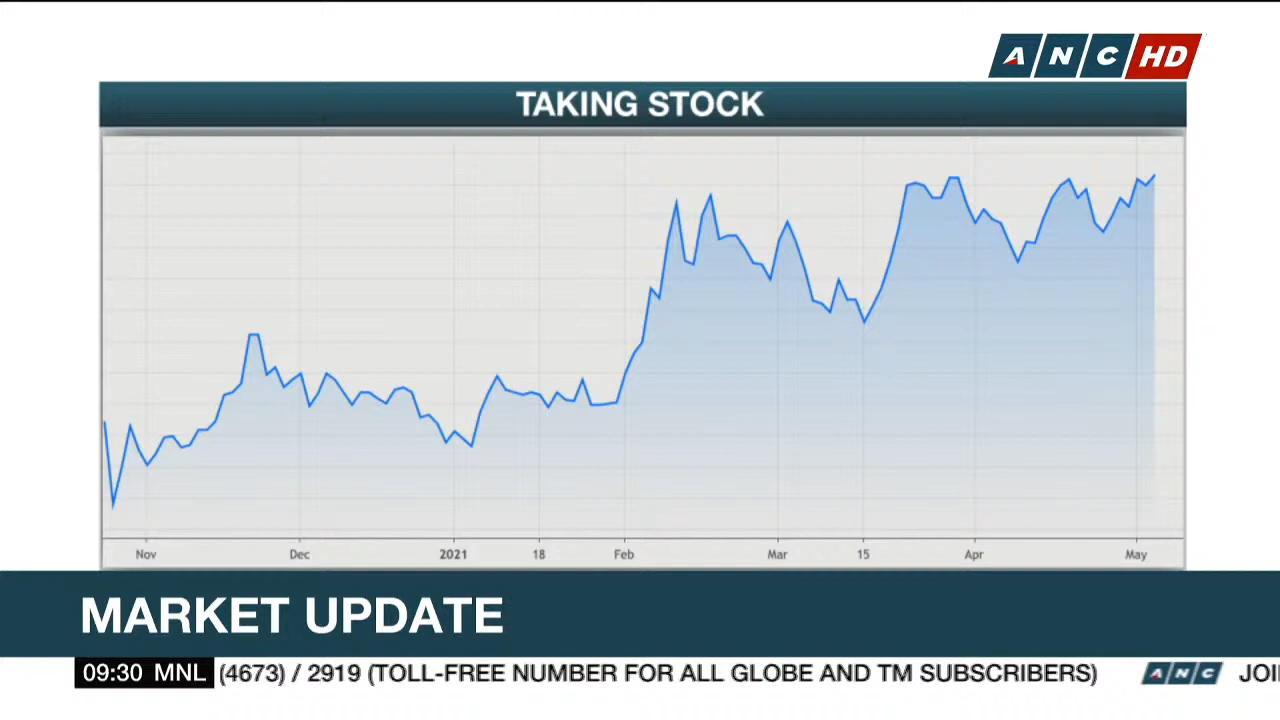 ANC HD
TAKING STOCK
Nov Dec 2021 18 Feb Mar 15 Apr May
MARKET UPDATE
09:30 MNL (4673) / 2919 (TOLL-FREE NUMBER FOR ALL GLOBE AND TM SUBSCRIBERS) ANC JOI